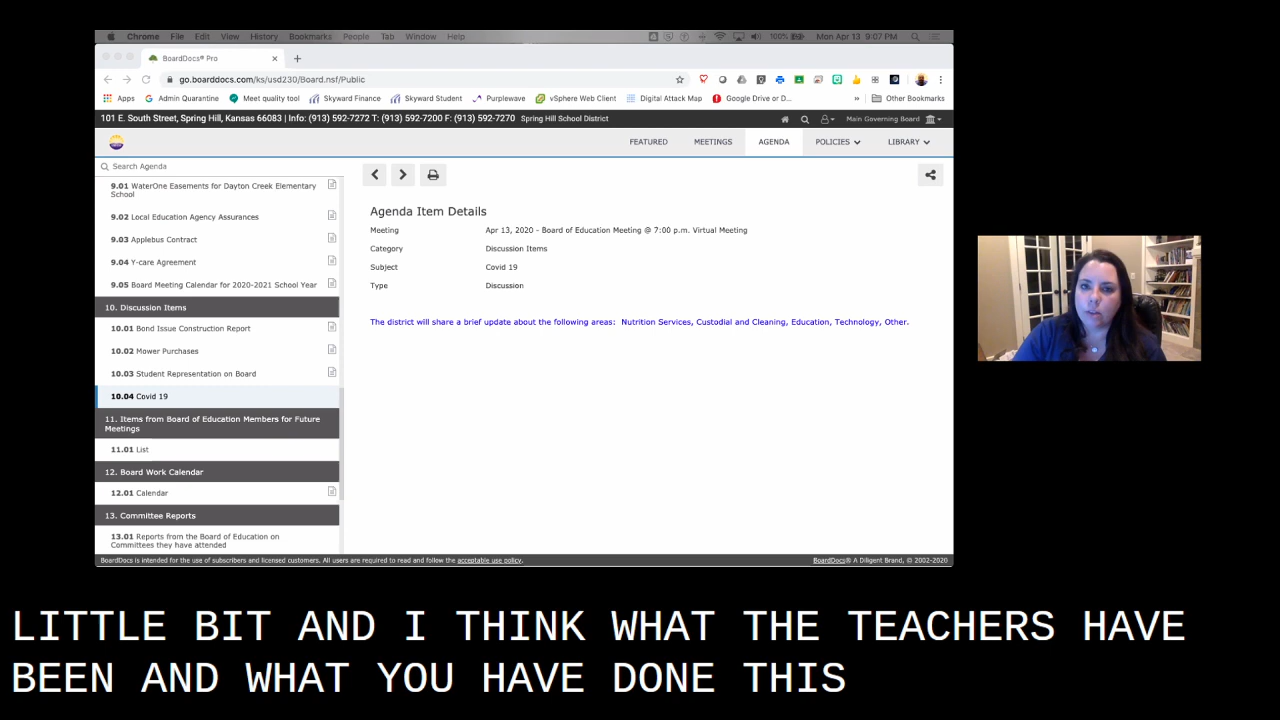 Chrome File Edit View History Bookmarks People Tab Window Help 100% Mon Apr 13 9:07 PM
BoardDocs® Pro
go.boarddocs.com/ks/usd230/Board.nsf/Public
Apps Admin Quarantine Meet quality tool Skyward Finance Skyward Student Purplewave vSphere Web Client Digital Attack Map Google Drive or D... » Other Bookmarks
101 E. South Street, Spring Hill, Kansas 66083 | Info: (913) 592-7272 T: (913) 592-7200 F: (913) 592-7270 Spring Hill School District Main Governing Board
FEATURED MEETINGS AGENDA POLICIES LIBRARY
Search Agenda
9.01 WaterOne Easements for Dayton Creek Elementary
School
9.02 Local Education Agency Assurances
9.03 Applebus Contract
9.04 Y-care Agreement
9.05 Board Meeting Calendar for 2020-2021 School Year
10. Discussion Items
10.01 Bond Issue Construction Report
10.02 Mower Purchases
10.03 Student Representation on Board
10.04 Covid 19
11. Items from Board of Education Members for Future
Meetings
11.01 List
12. Board Work Calendar
12.01 Calendar
13. Committee Reports
13.01 Reports from the Board of Education on
Committees they have attended
Agenda Item Details
Meeting Apr 13, 2020 - Board of Education Meeting @ 7:00 p.m. Virtual Meeting
Category Discussion Items
Subject Covid 19
Type Discussion
The district will share a brief update about the following areas: Nutrition Services, Custodial and Cleaning, Education, Technology, Other.
BoardDocs is intended for the use of subscribers and licensed customers. All users are required to read and follow the acceptable use policy. BoardDocs® A Diligent Brand, © 2002-2020
LITTLE BIT AND I THINK WHAT THE TEACHERS HAVE
BEEN AND WHAT YOU HAVE DONE THIS